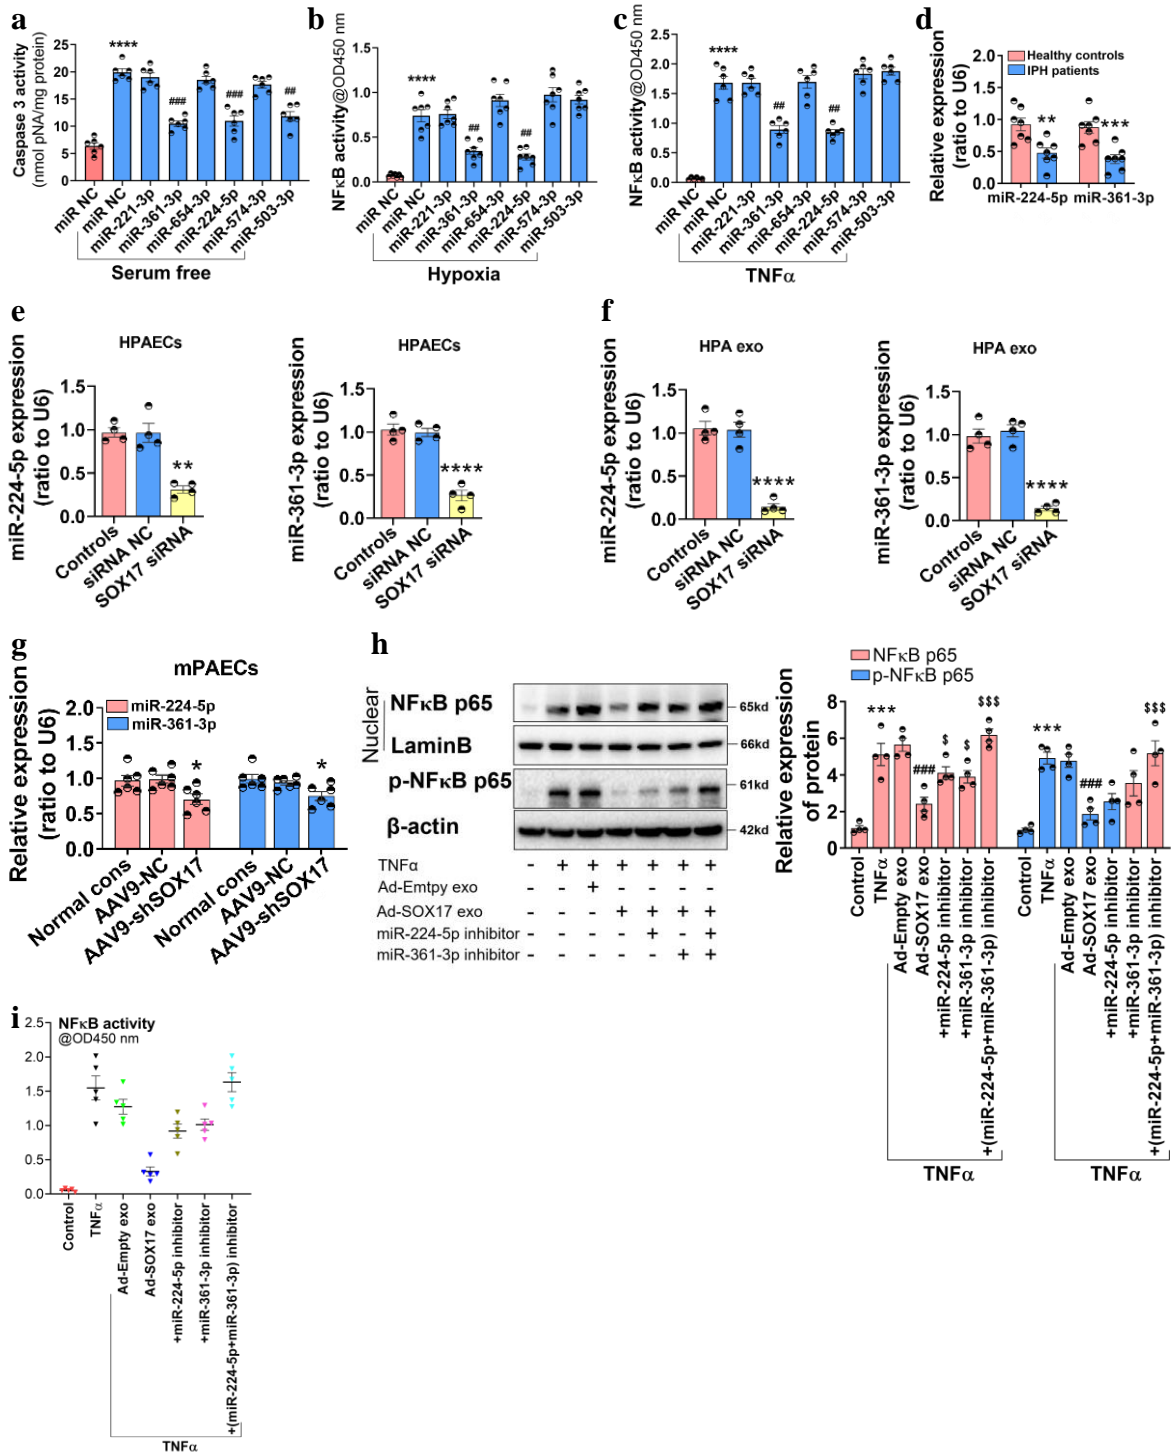 a
Caspase 3 activity
(nmol pNA/mg protein)
25
20
15
10
5
0
****
###
###
##
miR NC
miR NC
miR-221-3p
miR-361-3p
miR-654-3p
miR-224-5p
miR-574-3p
miR-503-3p
Serum free
b
NFκB activity@OD450 nm
1.5
1.0
0.5
0.0
****
##
##
miR NC
miR NC
miR-221-3p
miR-361-3p
miR-654-3p
miR-224-5p
miR-574-3p
miR-503-3p
Hypoxia
c
NFκB activity@OD450 nm
2.5
2.0
1.5
1.0
0.5
0.0
****
##
##
miR NC
miR NC
miR-221-3p
miR-361-3p
miR-654-3p
miR-224-5p
miR-574-3p
miR-503-3p
TNFα
d
Relative expression
(ratio to U6)
2.0
1.5
1.0
0.5
0.0
Healthy controls
IPH patients
**
***
miR-224-5p
miR-361-3p
e
HPAECs
miR-224-5p expression
(ratio to U6)
1.5
1.0
0.5
0.0
**
Controls
siRNA NC
SOX17 siRNA
HPAECs
miR-361-3p expression
(ratio to U6)
1.5
1.0
0.5
0.0
****
Controls
siRNA NC
SOX17 siRNA
f
HPA exo
miR-224-5p expression
(ratio to U6)
1.5
1.0
0.5
0.0
****
Controls
siRNA NC
SOX17 siRNA
HPA exo
miR-361-3p expression
(ratio to U6)
1.5
1.0
0.5
0.0
****
Controls
siRNA NC
SOX17 siRNA
g
mPAECs
Relative expression
(ratio to U6)
2.0
1.5
1.0
0.5
0.0
miR-224-5p
miR-361-3p
*
*
Normal cons
AAV9-NC
AAV9-shSOX17
Normal cons
AAV9-NC
AAV9-shSOX17
h
Nuclear
NFκB p65
65kd
LaminB
66kd
p-NFκB p65
61kd
β-actin
42kd
TNFα - + + + + + +
Ad-Emtpy exo - - + - - - -
Ad-SOX17 exo - - - + + + +
miR-224-5p inhibitor - - - - + - +
miR-361-3p inhibitor - - - - - + +
NFκB p65
p-NFκB p65
Relative expression
of protein
8
6
4
2
0
***
###
$
$
$$$
***
###
$$$
Control
TNFα
Ad-Empty exo
Ad-SOX17 exo
+miR-224-5p inhibitor
+miR-361-3p inhibitor
+(miR-224-5p+miR-361-3p) inhibitor
Control
TNFα
Ad-Empty exo
Ad-SOX17 exo
+miR-224-5p inhibitor
+miR-361-3p inhibitor
+(miR-224-5p+miR-361-3p) inhibitor
TNFα
TNFα
i
NFκB activity
@OD450 nm
2.5
2.0
1.5
1.0
0.5
0.0
Control
TNFα
Ad-Empty exo
Ad-SOX17 exo
+miR-224-5p inhibitor
+miR-361-3p inhibitor
+(miR-224-5p+miR-361-3p) inhibitor
TNFα